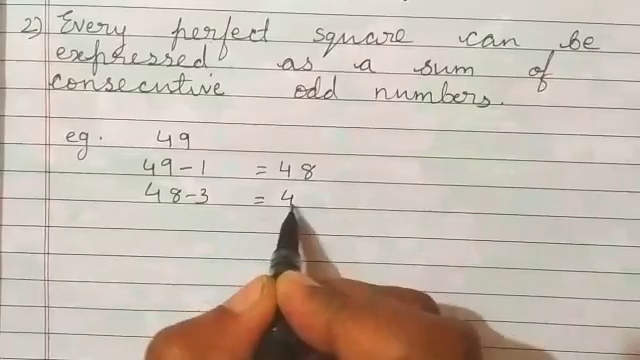 2) Every perfect square can be
expressed as a sum of
consecutive odd numbers.
eg. 49
49-1 = 48
48-3 = 4